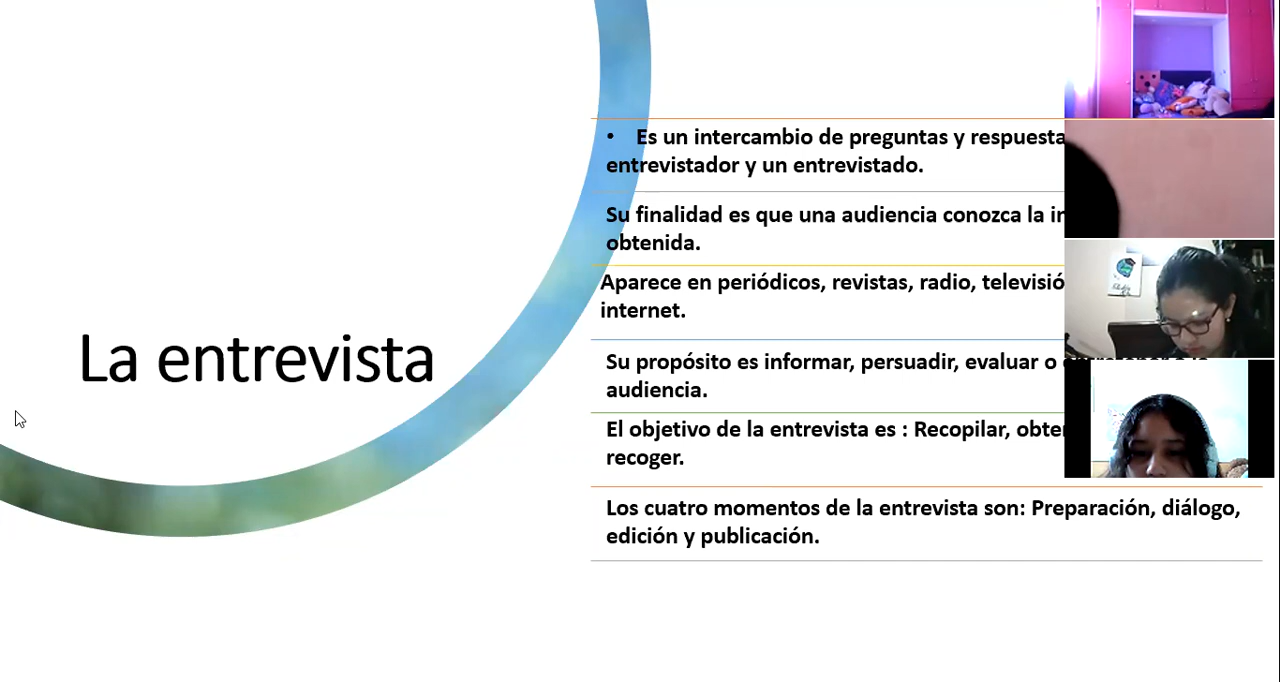 La entrevista
• Es un intercambio de preguntas y respuesta
entrevistador y un entrevistado.
Su finalidad es que una audiencia conozca la
obtenida.
Aparece en periódicos, revistas, radio, televisió
internet.
Su propósito es informar, persuadir, evaluar o
audiencia.
El objetivo de la entrevista es : Recopilar,
recoger.
Los cuatro momentos de la entrevista son: Preparación, diálogo,
edición y publicación.